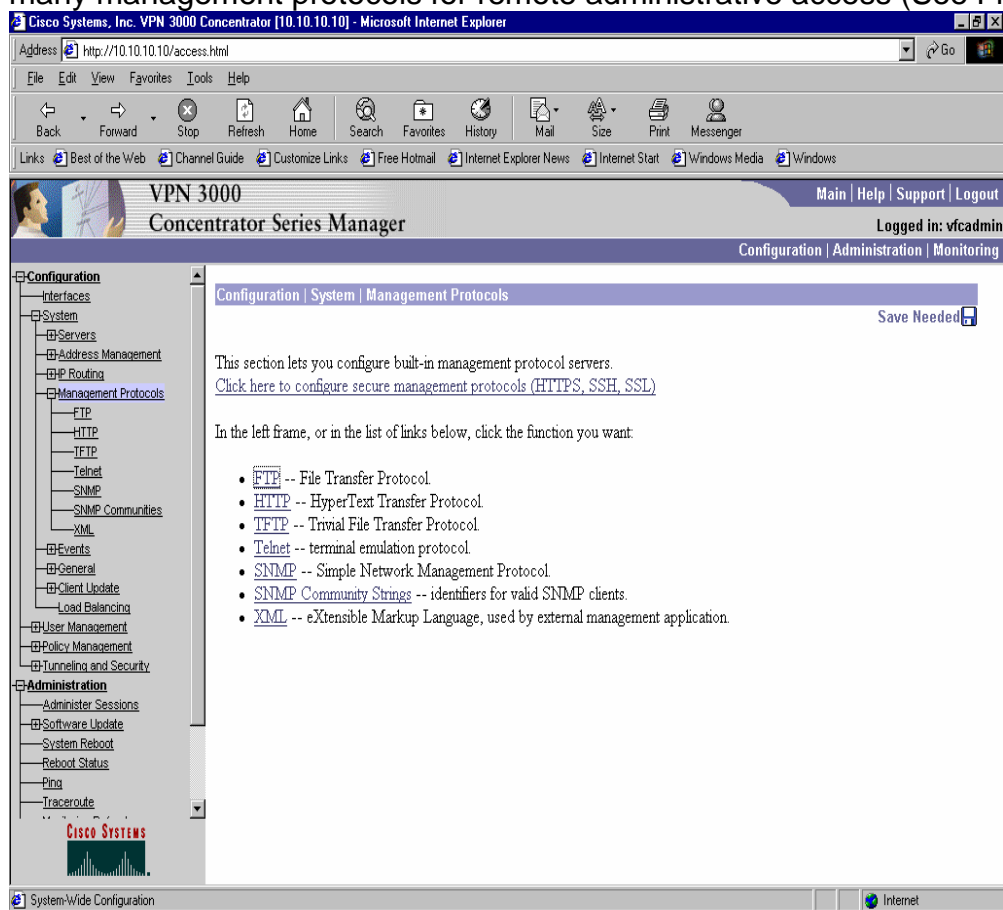 many management protocols for remote administrative access (See Fi
Cisco Systems, Inc. VPN 3000 Concentrator [10.10.10.10] - Microsoft Internet Explorer
Address http://10.10.10.10/access.html Go
File Edit View Favorites Tools Help
Back Forward Stop Refresh Home Search Favorites History Mail Size Print Messenger
Links Best of the Web Channel Guide Customize Links Free Hotmail Internet Explorer News Internet Start Windows Media Windows
VPN 3000
Concentrator Series Manager
Main | Help | Support | Logout
Logged in: vfcadmin
Configuration | Administration | Monitoring
Configuration
Interfaces
System
Servers
Address Management
IP Routing
Management Protocols
FTP
HTTP
TFTP
Telnet
SNMP
SNMP Communities
XML
Events
General
Client Update
Load Balancing
User Management
Policy Management
Tunneling and Security
Administration
Administer Sessions
Software Update
System Reboot
Reboot Status
Ping
Traceroute
CISCO SYSTEMS
Configuration | System | Management Protocols
Save Needed
This section lets you configure built-in management protocol servers.
Click here to configure secure management protocols (HTTPS, SSH, SSL)
In the left frame, or in the list of links below, click the function you want:
• FTP -- File Transfer Protocol.
• HTTP -- HyperText Transfer Protocol.
• TFTP -- Trivial File Transfer Protocol.
• Telnet -- terminal emulation protocol.
• SNMP -- Simple Network Management Protocol.
• SNMP Community Strings -- identifiers for valid SNMP clients.
• XML -- eXtensible Markup Language, used by external management application.
System-Wide Configuration
Internet